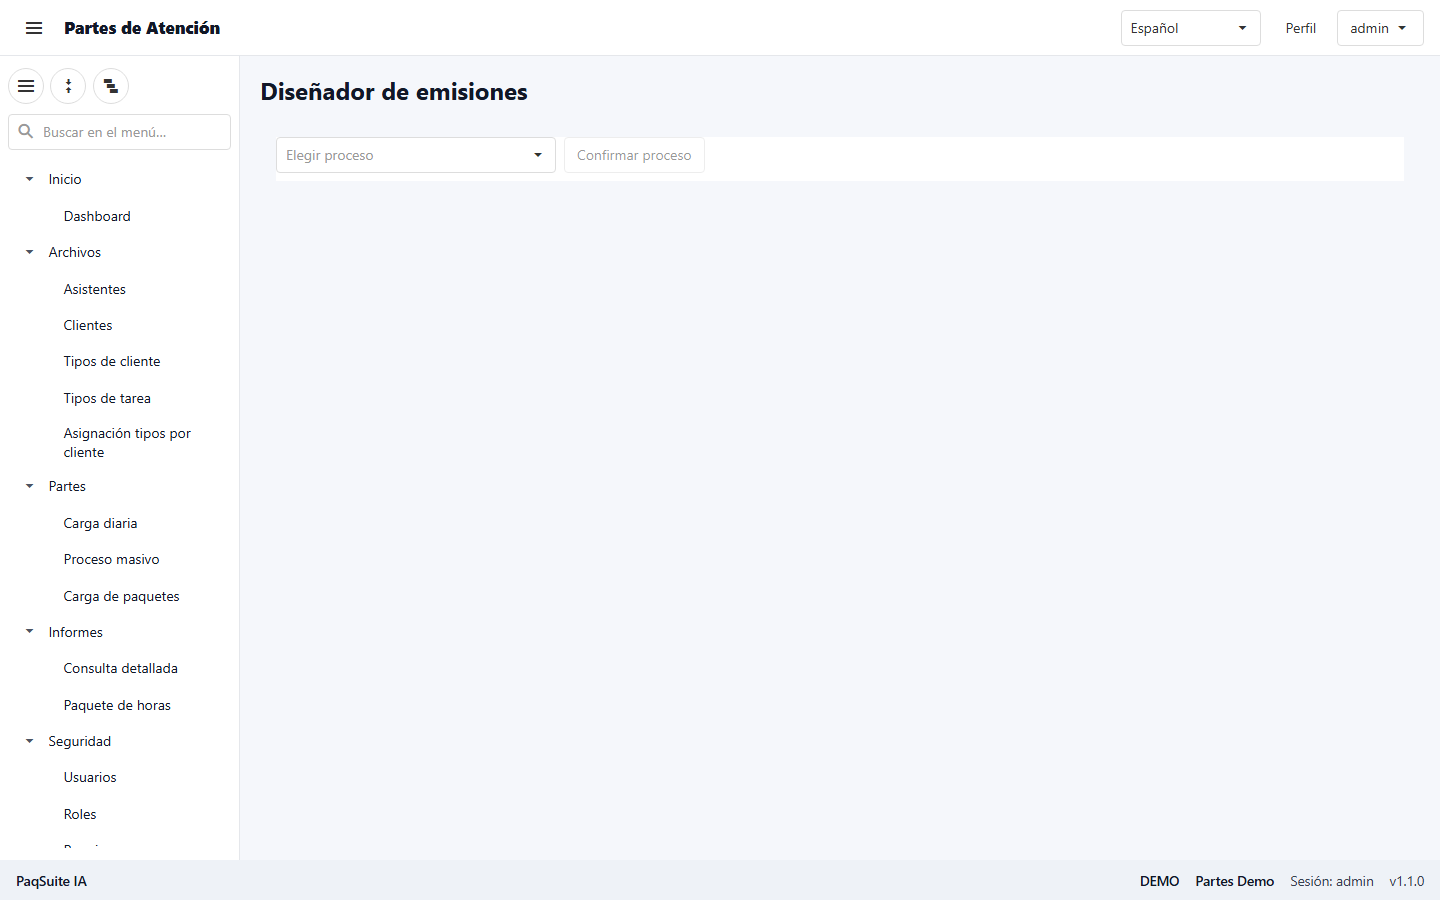 Partes de Atención
Español
Perfil
admin
Buscar en el menú...
Inicio
Dashboard
Archivos
Asistentes
Clientes
Tipos de cliente
Tipos de tarea
Asignación tipos por
cliente
Partes
Carga diaria
Proceso masivo
Carga de paquetes
Informes
Consulta detallada
Paquete de horas
Seguridad
Usuarios
Roles
Diseñador de emisiones
Elegir proceso
Confirmar proceso
PaqSuite IA
DEMO
Partes Demo
Sesión: admin
v1.1.0